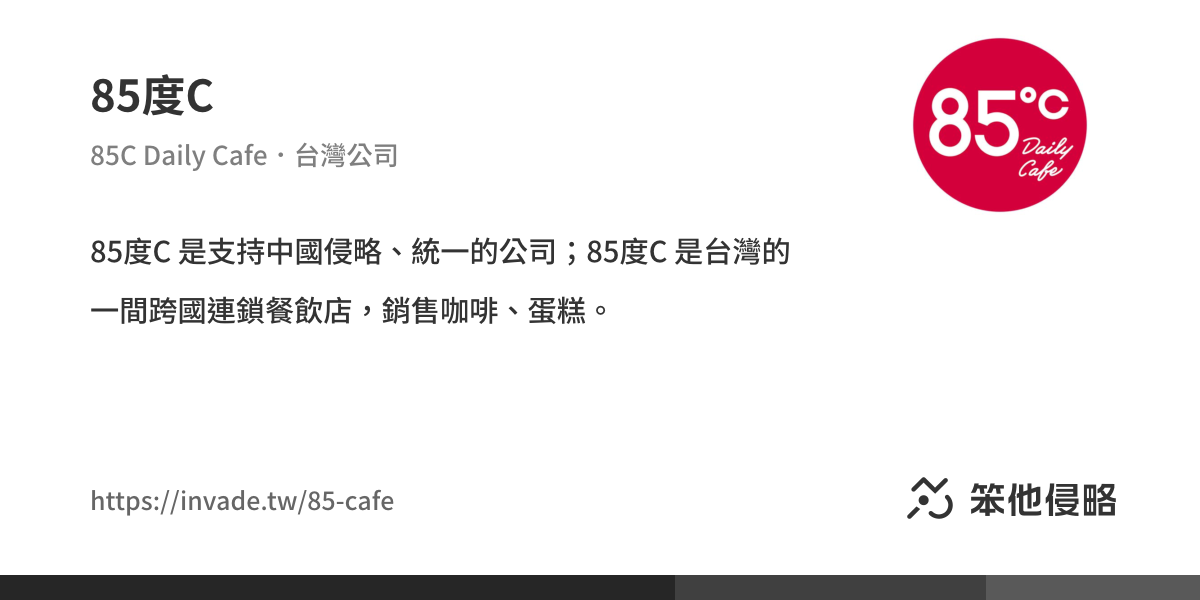 85度C
85C Daily Cafe・台灣公司
85°C
Daily
Cafe
85度C 是支持中國侵略、統一的公司；85度C 是台灣的
一間跨國連鎖餐飲店，銷售咖啡、蛋糕。
https://invade.tw/85-cafe
笨他侵略